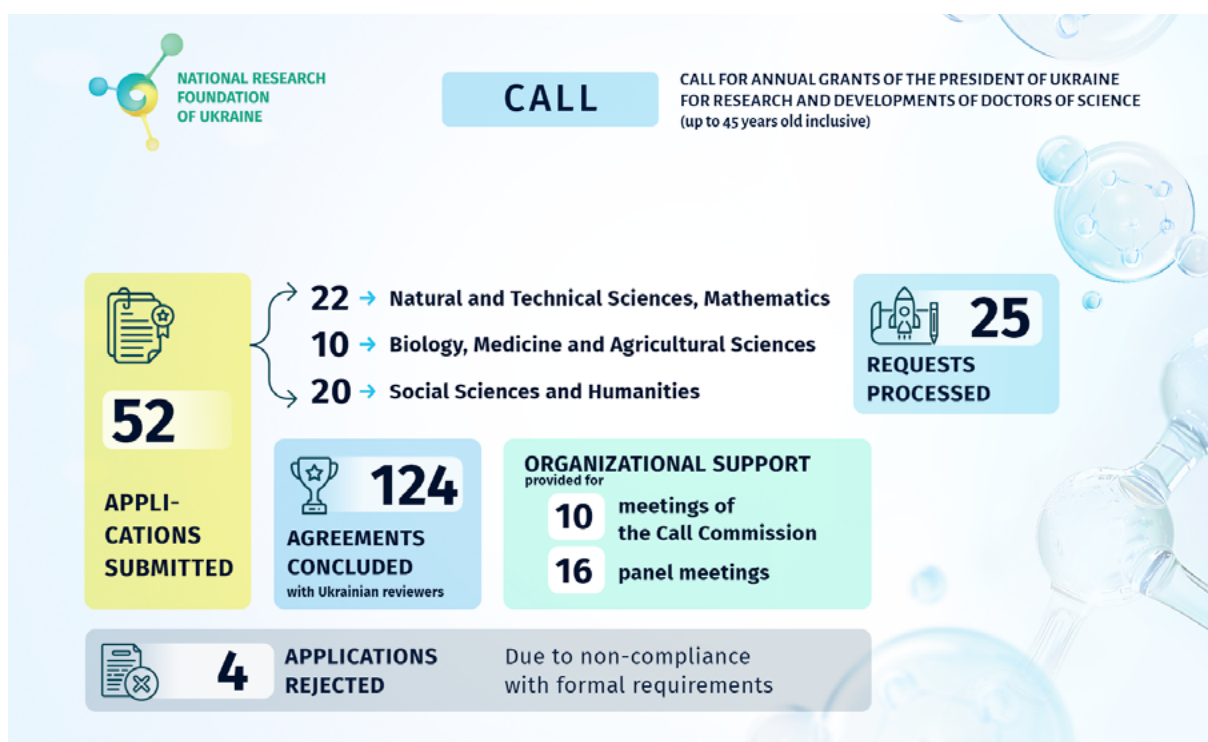 NATIONAL RESEARCH
FOUNDATION
OF UKRAINE
CALL
CALL FOR ANNUAL GRANTS OF THE PRESIDENT OF UKRAINE
FOR RESEARCH AND DEVELOPMENTS OF DOCTORS OF SCIENCE
(up to 45 years old inclusive)
52
APPLI-
CATIONS
SUBMITTED
22 → Natural and Technical Sciences, Mathematics
10 → Biology, Medicine and Agricultural Sciences
20 → Social Sciences and Humanities
25
REQUESTS
PROCESSED
124
AGREEMENTS
CONCLUDED
with Ukrainian reviewers
ORGANIZATIONAL SUPPORT
provided for
10 meetings of
the Call Commission
16 panel meetings
4 APPLICATIONS
REJECTED
Due to non-compliance
with formal requirements